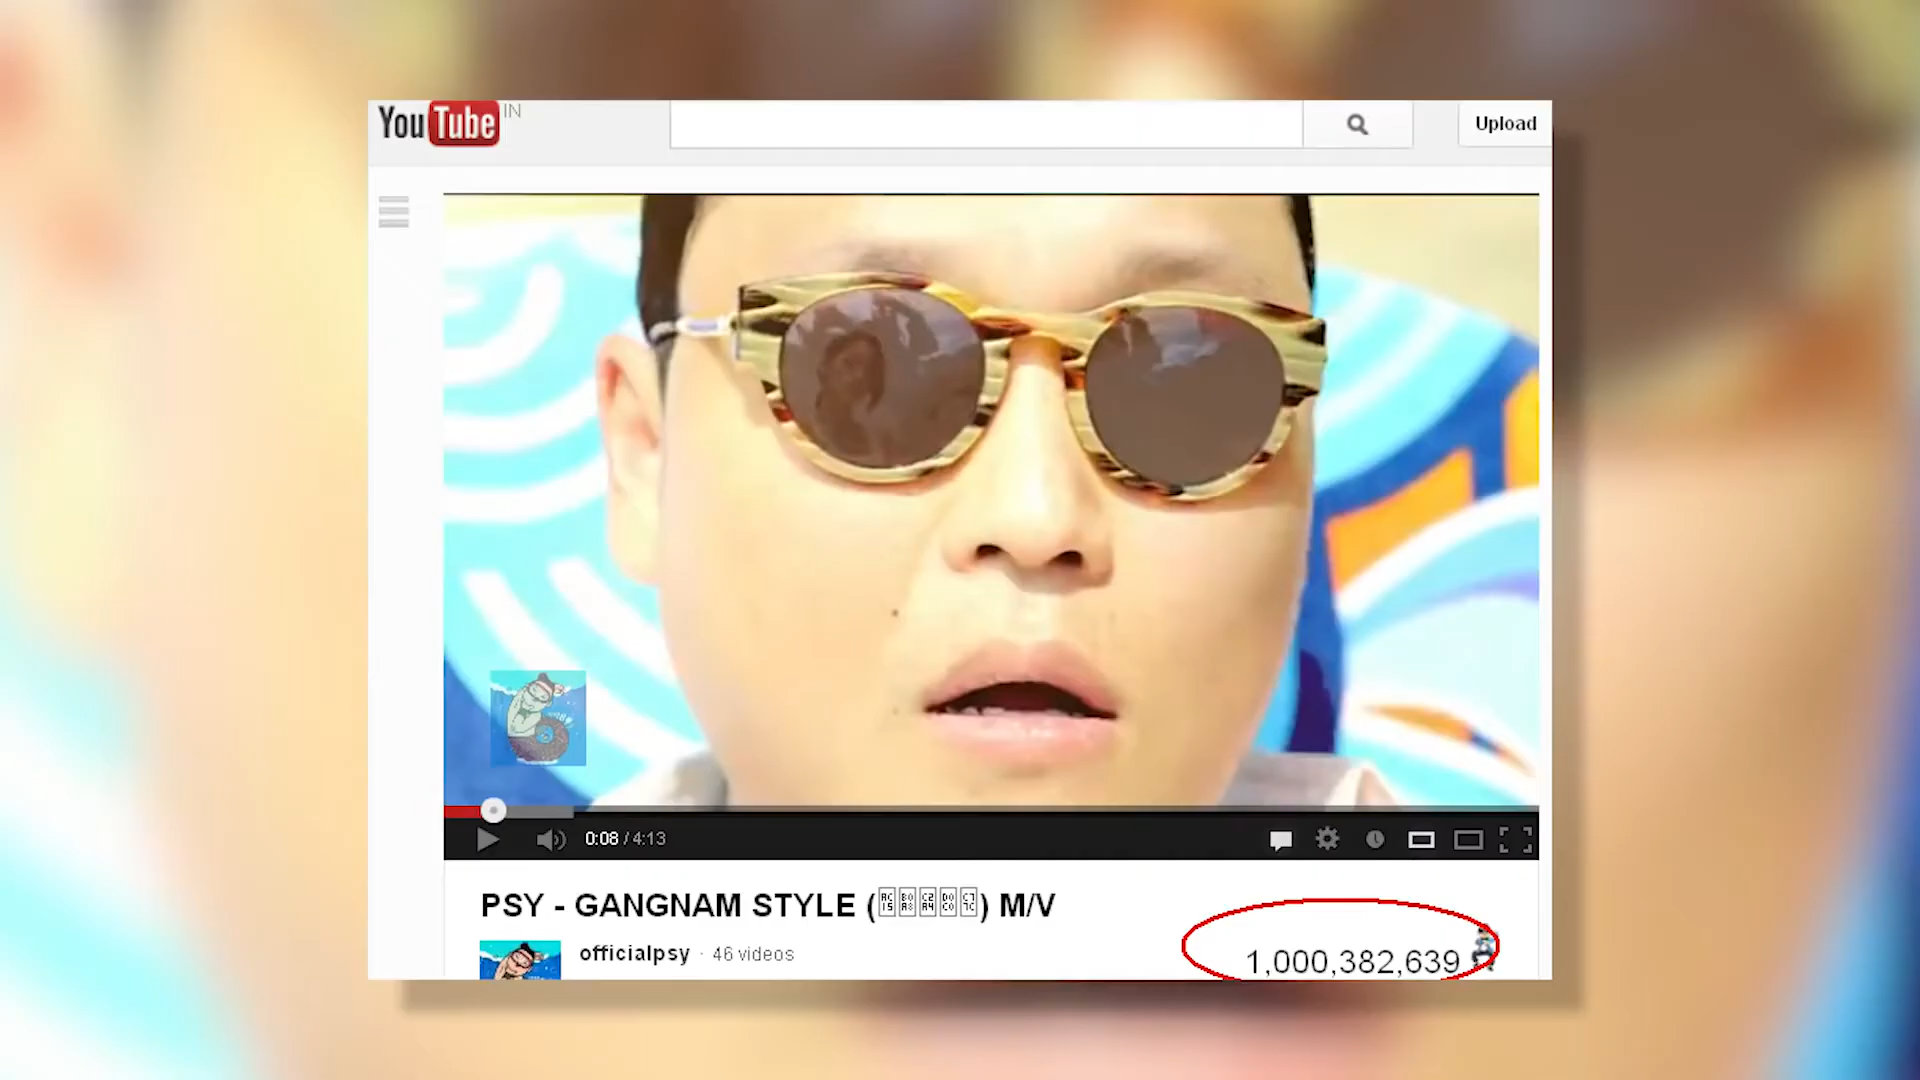 YouTube IN
Upload
0:08 / 4:13
PSY - GANGNAM STYLE () M/V
officialpsy · 46 videos
1,000,382,639